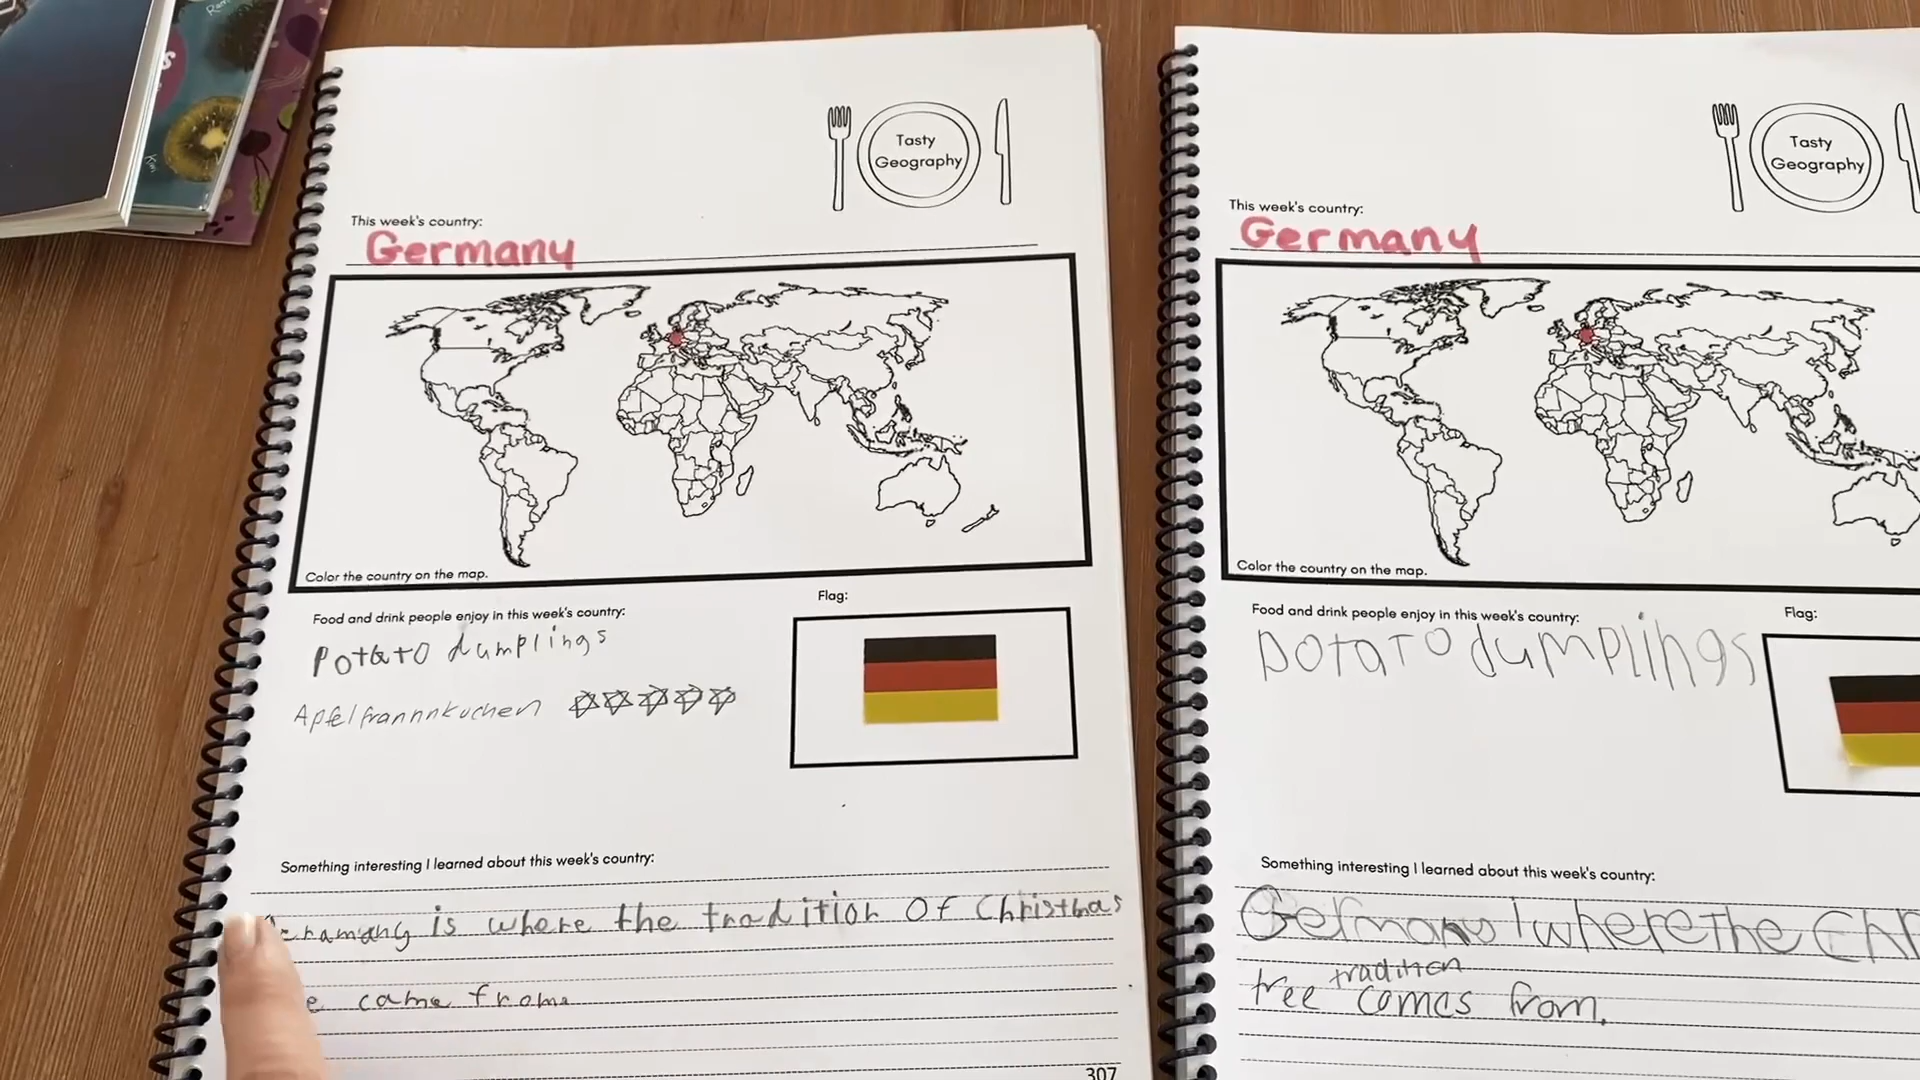 Kiwi
Tasty
Geography
This week's country:
Germany
Color the country on the map.
Food and drink people enjoy in this week's country:
Potato dumplings
Apfelfrannnkuchen
Flag:
Something interesting I learned about this week's country:
is where the tradition of Christmas
came frome
307
Tasty
Geography
This week's country:
Germany
Color the country on the map.
Food and drink people enjoy in this week's country:
potato dumplings
Flag:
Something interesting I learned about this week's country:
where the Chr
tradition
tree comes from.